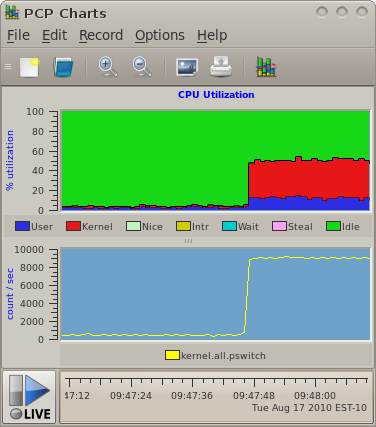 PCP Charts
File Edit Record Options Help
CPU Utilization
% utilization
100
80
60
40
20
0
User Kernel Nice Intr Wait Steal Idle
count / sec
10000
8000
6000
4000
2000
0
kernel.all.pswitch
LIVE
47:12 09:47:24 09:47:36 09:47:48 09:48:00
Tue Aug 17 2010 EST-10